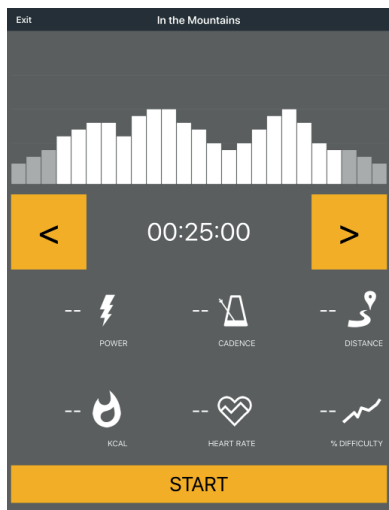 Exit In the Mountains
< 00:25:00 >
-- -- --
POWER CADENCE DISTANCE
-- -- --
KCAL HEART RATE % DIFFICULTY
START